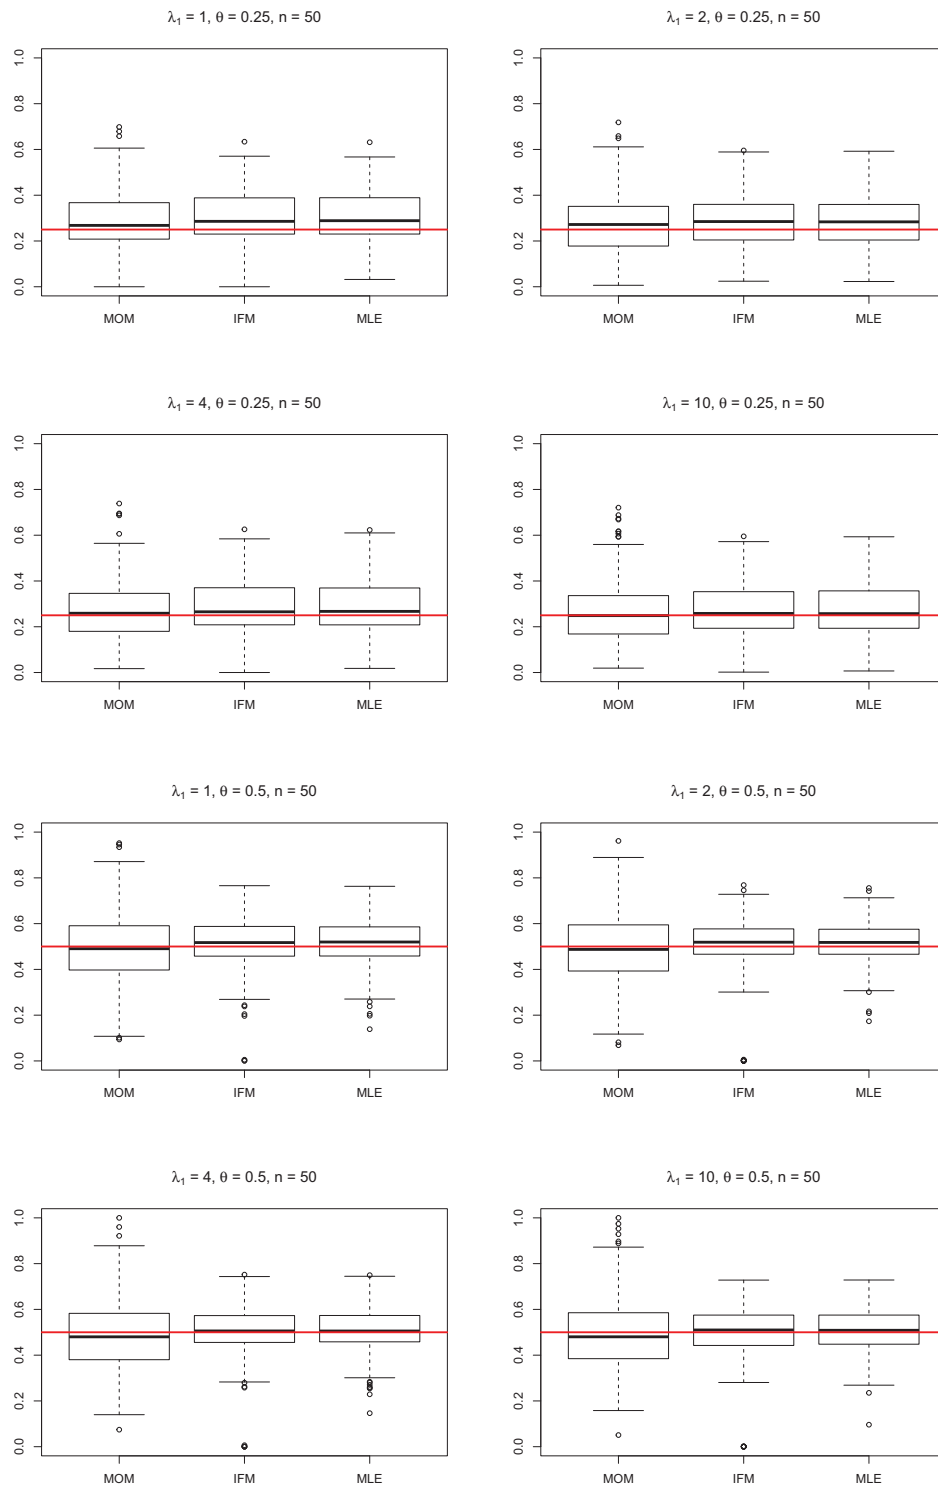 λ1 = 1, θ = 0.25, n = 50
0.0 0.2 0.4 0.6 0.8 1.0
MOM IFM MLE
λ1 = 2, θ = 0.25, n = 50
0.0 0.2 0.4 0.6 0.8 1.0
MOM IFM MLE
λ1 = 4, θ = 0.25, n = 50
0.0 0.2 0.4 0.6 0.8 1.0
MOM IFM MLE
λ1 = 10, θ = 0.25, n = 50
0.0 0.2 0.4 0.6 0.8 1.0
MOM IFM MLE
λ1 = 1, θ = 0.5, n = 50
0.0 0.2 0.4 0.6 0.8 1.0
MOM IFM MLE
λ1 = 2, θ = 0.5, n = 50
0.0 0.2 0.4 0.6 0.8 1.0
MOM IFM MLE
λ1 = 4, θ = 0.5, n = 50
0.0 0.2 0.4 0.6 0.8 1.0
MOM IFM MLE
λ1 = 10, θ = 0.5, n = 50
0.0 0.2 0.4 0.6 0.8 1.0
MOM IFM MLE